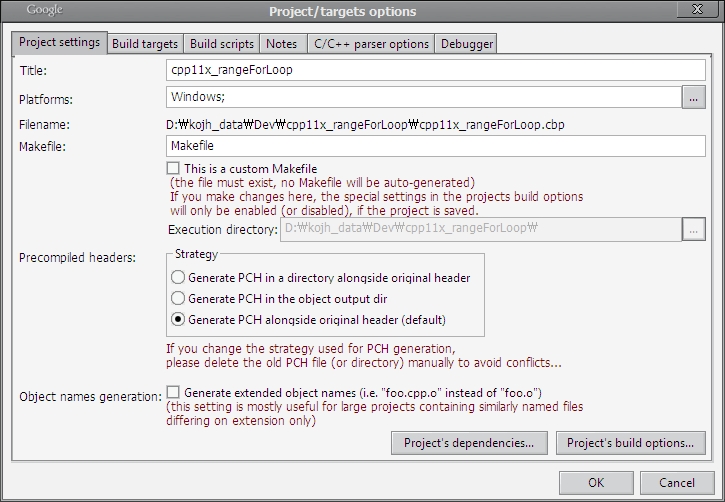 Google
Project/targets options
Project settings
Build targets
Build scripts
Notes
C/C++ parser options
Debugger
Title:
cpp11x_rangeForLoop
Platforms:
Windows;
...
Filename:
D:₩kojh_data₩Dev₩cpp11x_rangeForLoop₩cpp11x_rangeForLoop.cbp
Makefile:
Makefile
This is a custom Makefile
(the file must exist, no Makefile will be auto-generated)
If you make changes here, the special settings in the projects build options
will only be enabled (or disabled), if the project is saved.
Execution directory:
D:₩kojh_data₩Dev₩cpp11x_rangeForLoop₩
...
Precompiled headers:
Strategy
Generate PCH in a directory alongside original header
Generate PCH in the object output dir
Generate PCH alongside original header (default)
If you change the strategy used for PCH generation,
please delete the old PCH file (or directory) manually to avoid conflicts...
Object names generation:
Generate extended object names (i.e. "foo.cpp.o" instead of "foo.o")
(this setting is mostly useful for large projects containing similarly named files
differing on extension only)
Project's dependencies...
Project's build options...
OK
Cancel